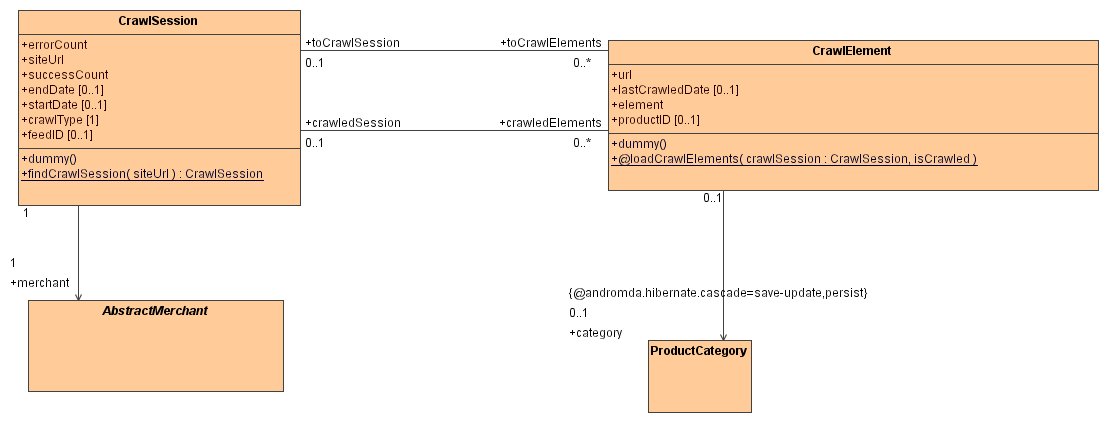 CrawlSession
+errorCount
+siteUrl
+successCount
+endDate [0..1]
+startDate [0..1]
+crawlType [1]
+feedID [0..1]
+dummy()
+findCrawlSession( siteUrl ) : CrawlSession
+toCrawlSession
0..1
+toCrawlElements
0..*
+crawledSession
0..1
+crawledElements
0..*
CrawlElement
+url
+lastCrawledDate [0..1]
+element
+productID [0..1]
+dummy()
+@loadCrawlElements( crawlSession : CrawlSession, isCrawled )
1
1
+merchant
AbstractMerchant
0..1
{@andromda.hibernate.cascade=save-update,persist}
0..1
+category
ProductCategory